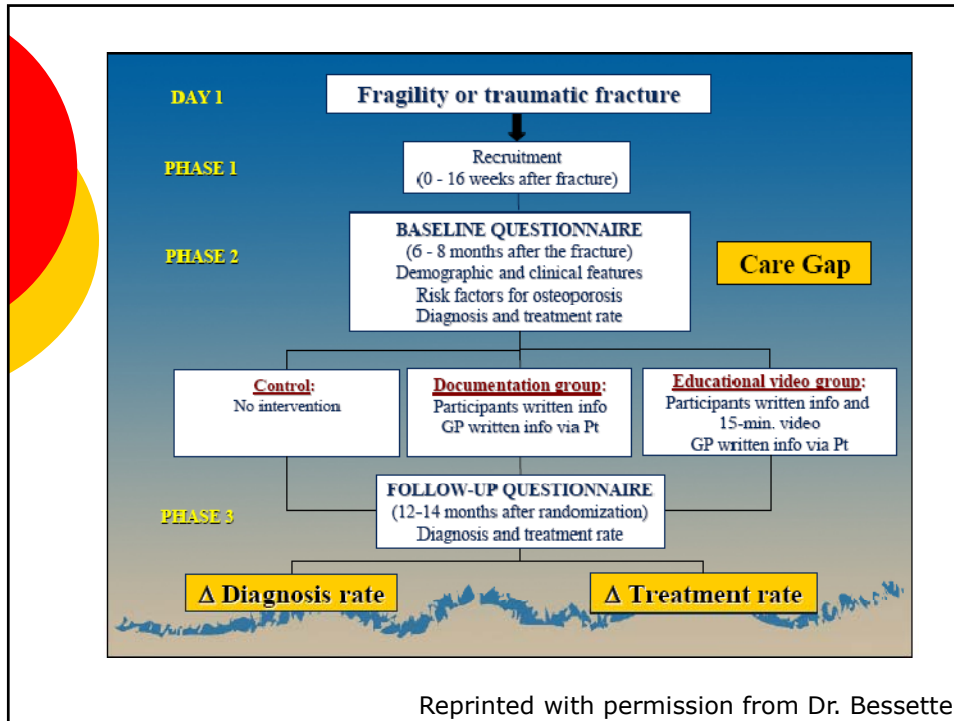 DAY 1
Fragility or traumatic fracture
PHASE 1
Recruitment
(0 - 16 weeks after fracture)
PHASE 2
BASELINE QUESTIONNAIRE
(6 - 8 months after the fracture)
Demographic and clinical features
Risk factors for osteoporosis
Diagnosis and treatment rate
Care Gap
Control:
No intervention
Documentation group:
Participants written info
GP written info via Pt
Educational video group:
Participants written info and
15-min. video
GP written info via Pt
PHASE 3
FOLLOW-UP QUESTIONNAIRE
(12-14 months after randomization)
Diagnosis and treatment rate
Δ Diagnosis rate
Δ Treatment rate
Reprinted with permission from Dr. Bessette